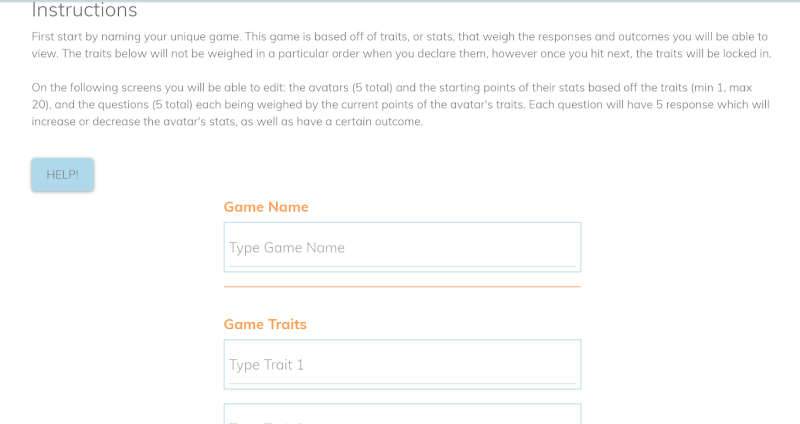 Instructions
First start by naming your unique game. This game is based off of traits, or stats, that weigh the responses and outcomes you will be able to
view. The traits below will not be weighed in a particular order when you declare them, however once you hit next, the traits will be locked in.
On the following screens you will be able to edit: the avatars (5 total) and the starting points of their stats based off the traits (min 1, max
20), and the questions (5 total) each being weighed by the current points of the avatar's traits. Each question will have 5 response which will
increase or decrease the avatar's stats, as well as have a certain outcome.
HELP!
Game Name
Type Game Name
Game Traits
Type Trait 1